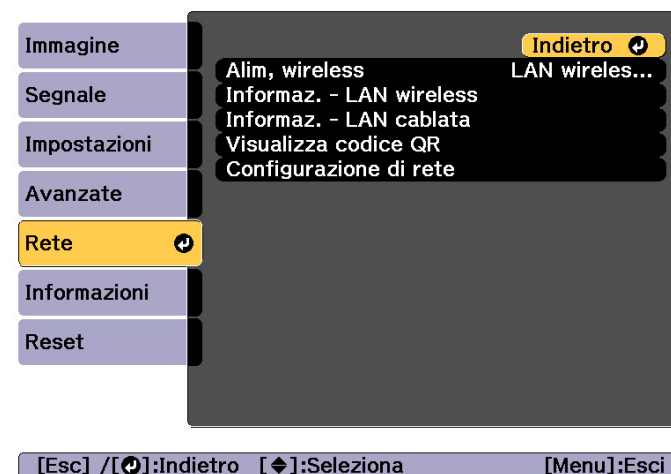 Immagine
Segnale
Impostazioni
Avanzate
Rete
Informazioni
Reset
Indietro
Alim, wireless LAN wireles...
Informaz. - LAN wireless
Informaz. - LAN cablata
Visualizza codice QR
Configurazione di rete
[Esc] /[]:Indietro []:Seleziona [Menu]:Esci